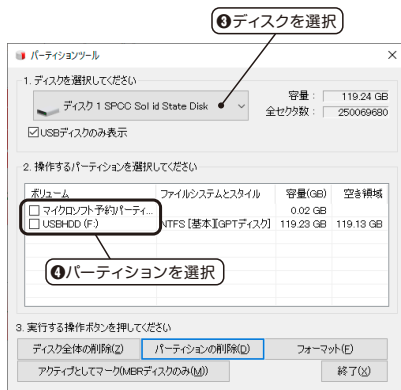 ❸ディスクを選択
パーティションツール
1. ディスクを選択してください
ディスク 1 SPCC Sol id State Disk
容量： 119.24 GB
全セクタ数： 250069680
USBディスクのみ表示
2. 操作するパーティションを選択してください
ボリューム ファイルシステムとスタイル 容量(GB) 空き領域
マイクロソフト予約パーティ... 0.02 GB
USBHDD (F:) NTFS [基本][GPTディスク] 119.23 GB 119.13 GB
❹パーティションを選択
3. 実行する操作ボタンを押してください
ディスク全体の削除(Z) パーティションの削除(D) フォーマット(F)
アクティブとしてマーク(MBRディスクのみ(M)) 終了(X)